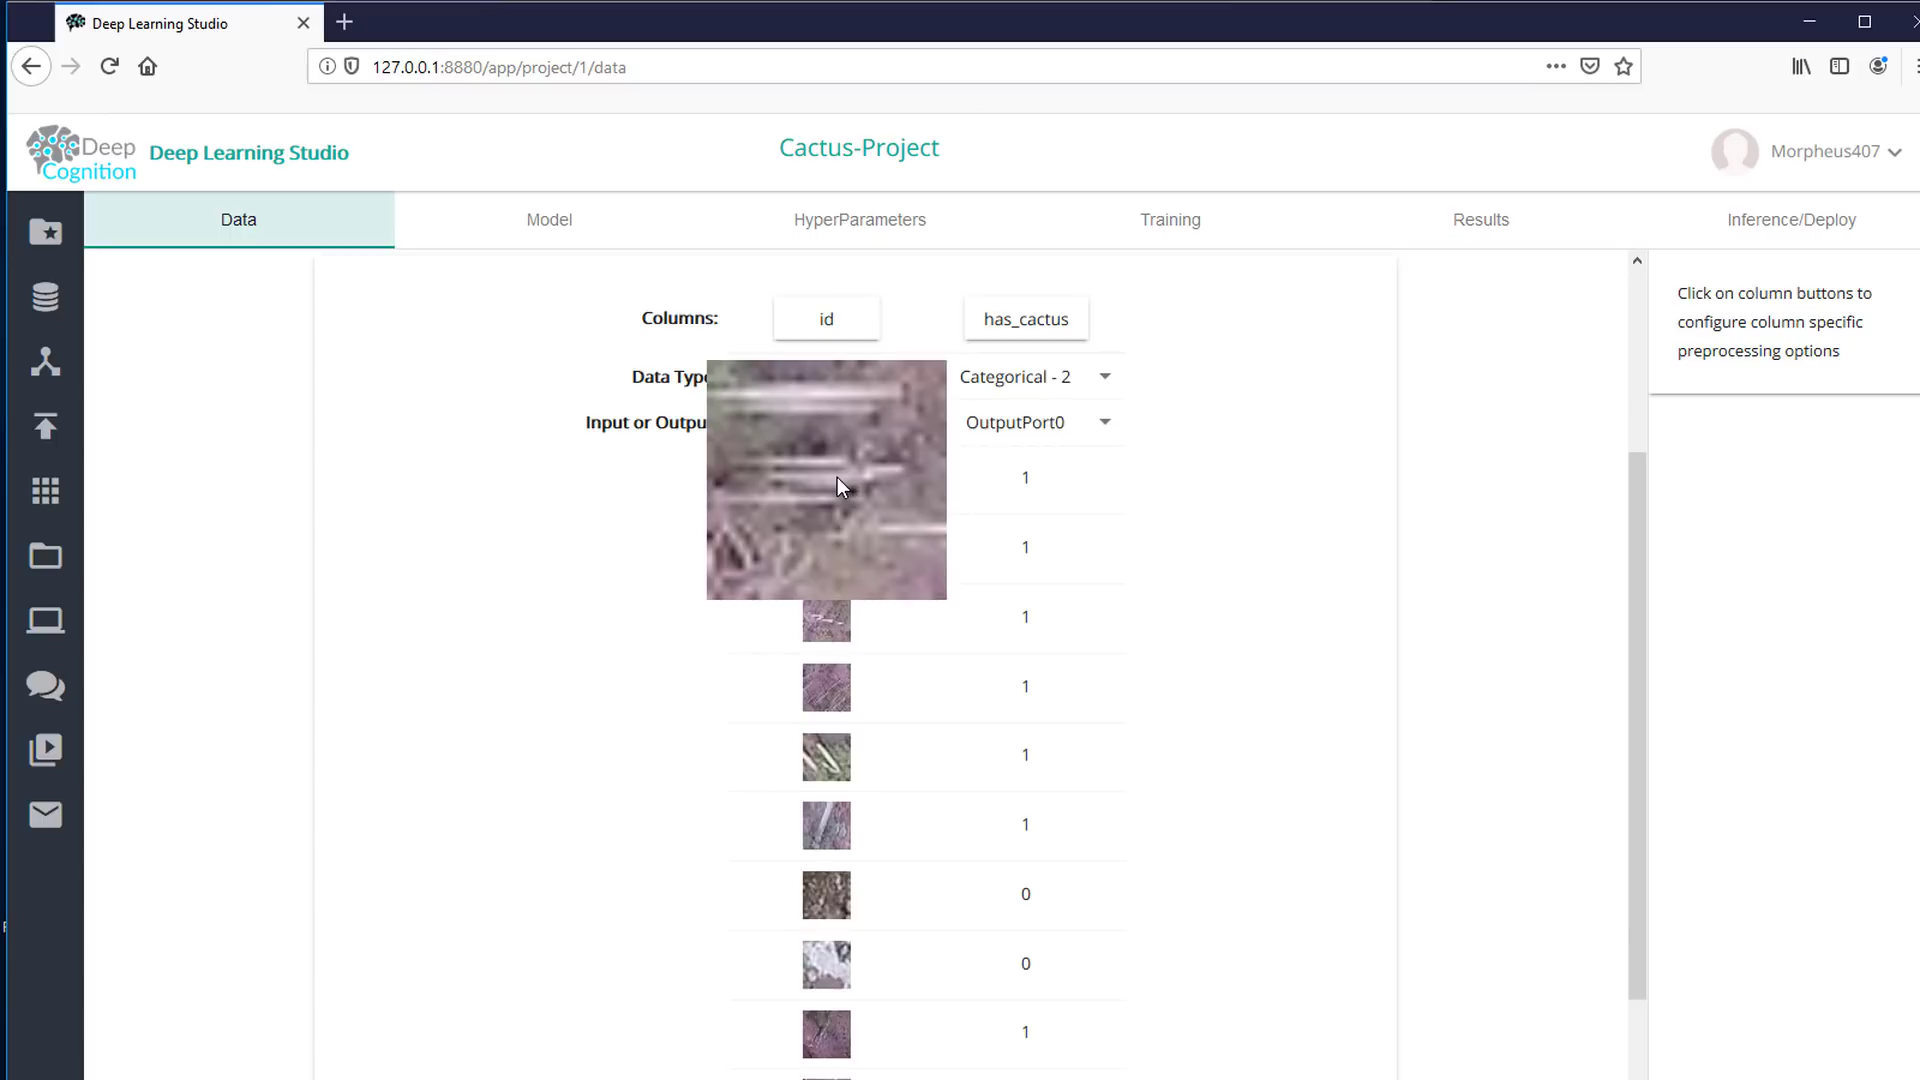 Deep Learning Studio
127.0.0.1:8880/app/project/1/data
Deep Cognition
Deep Learning Studio
Cactus-Project
Morpheus407
Data
Model
HyperParameters
Training
Results
Inference/Deploy
Columns:
id
has_cactus
Data Typ
Categorical - 2
Input or Outpu
OutputPort0
1
1
1
1
1
1
0
0
1
Click on column buttons to
configure column specific
preprocessing options